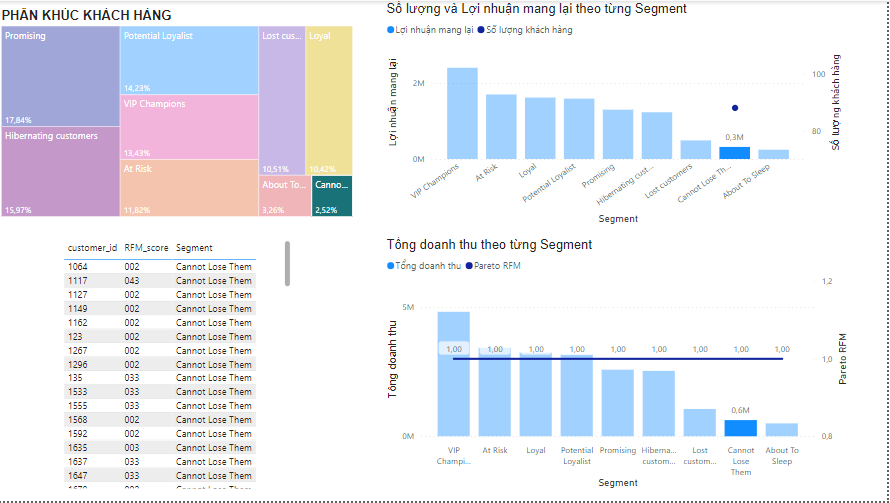 PHÂN KHÚC KHÁCH HÀNG
Promising
17,84%
Hibernating customers
15,97%
Potential Loyalist
14,23%
VIP Champions
13,43%
At Risk
11,82%
Lost cus...
10,51%
Loyal
10,42%
About To...
3,26%
Canno...
2,52%
Số lượng và Lợi nhuận mang lại theo từng Segment
Lợi nhuận mang lại Số lượng khách hàng
Lợi nhuận mang lại
2M
0M
0,3M
100
80
Số lượng khách hàng
VIP Champions
At Risk
Loyal
Potential Loyalist
Promising
Hibernating cust...
Lost customers
Cannot Lose Th...
About To Sleep
Segment
customer_id RFM_score Segment
1064 002 Cannot Lose Them
1117 043 Cannot Lose Them
1127 002 Cannot Lose Them
1149 002 Cannot Lose Them
1162 002 Cannot Lose Them
123 002 Cannot Lose Them
1267 002 Cannot Lose Them
1296 002 Cannot Lose Them
135 033 Cannot Lose Them
1533 033 Cannot Lose Them
1555 033 Cannot Lose Them
1568 002 Cannot Lose Them
1592 002 Cannot Lose Them
1635 003 Cannot Lose Them
1637 033 Cannot Lose Them
1647 033 Cannot Lose Them
Tổng doanh thu theo từng Segment
Tổng doanh thu Pareto RFM
Tổng doanh thu
5M
0M
1,00 1,00 1,00 1,00 1,00 1,00 1,00 1,00 1,00
0,6M
1,2
1,0
0,8
Pareto RFM
VIP Champi...
At Risk
Loyal
Potential Loyalist
Promising
Hiberna... custom...
Lost custom...
Cannot Lose Them
About To Sleep
Segment